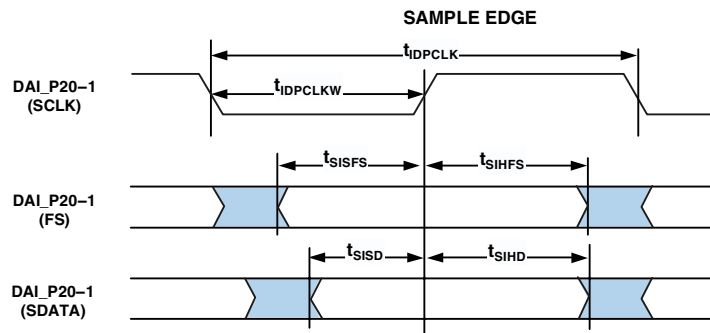 SAMPLE EDGE
tIDPCLK
DAI_P20–1
(SCLK)
tIDPCLKW
tSISFS
tSIHFS
DAI_P20–1
(FS)
tSISD
tSIHD
DAI_P20–1
(SDATA)